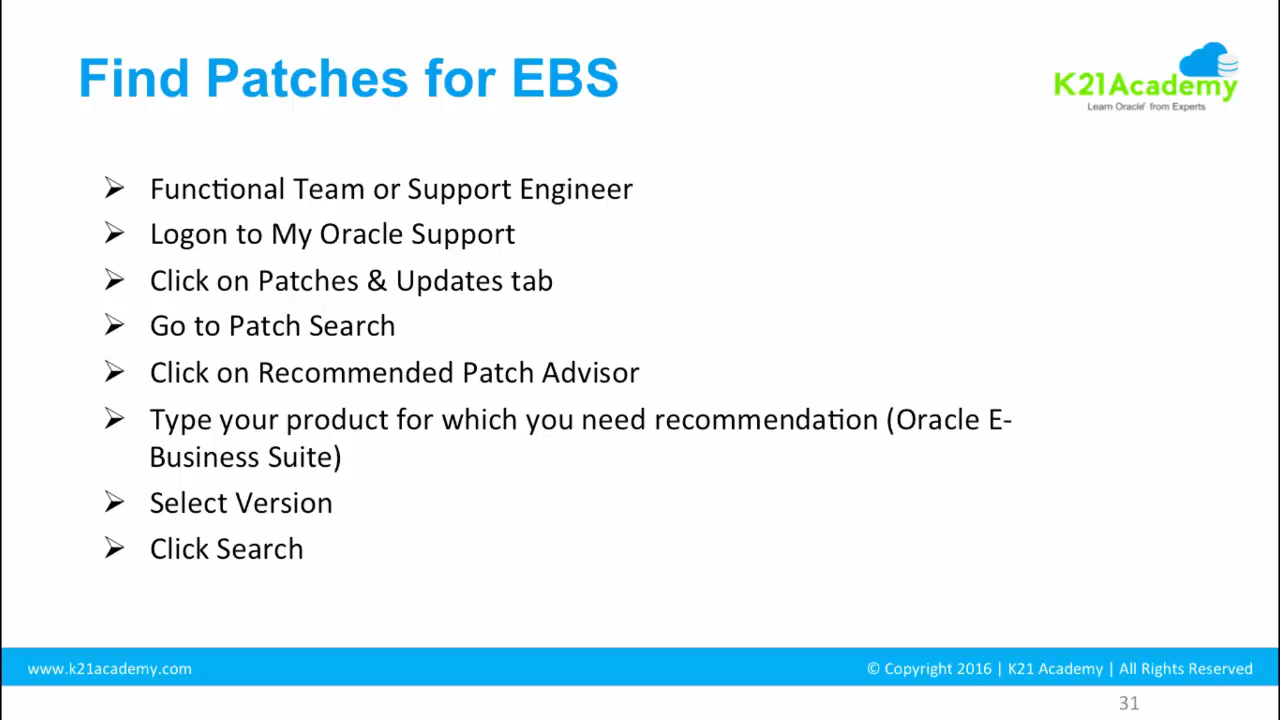 Find Patches for EBS
K21Academy
Learn Oracle' from Experts
Functional Team or Support Engineer
Logon to My Oracle Support
Click on Patches & Updates tab
Go to Patch Search
Click on Recommended Patch Advisor
Type your product for which you need recommendation (Oracle E-
Business Suite)
Select Version
Click Search
www.k21academy.com
© Copyright 2016 | K21 Academy | All Rights Reserved
31